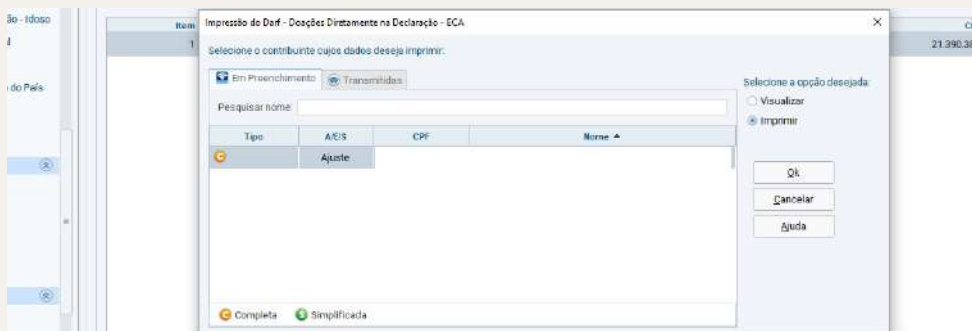 ão - Idoso
do País
Item
1
Impressão do Darf - Doações Diretamente na Declaração - ECA
Selecione o contribuinte cujos dados deseja imprimir:
Em Preenchimento
Transmitidas
Pesquisar nome:
Tipo
A/E/S
CPF
Nome
Ajuste
Completa
Simplificada
Selecione a opção desejada:
Visualizar
Imprimir
Ok
Cancelar
Ajuda
21.390.38